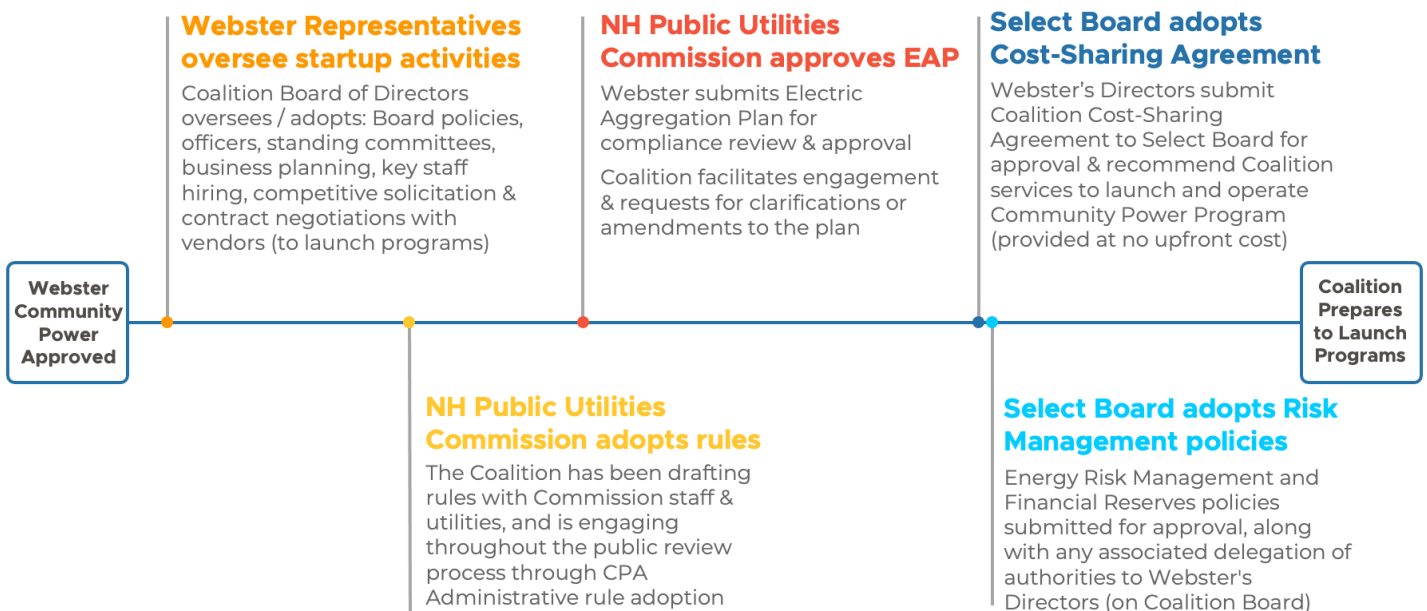 Webster Representatives
oversee startup activities
Coalition Board of Directors
oversees / adopts: Board policies,
officers, standing committees,
business planning, key staff
hiring, competitive solicitation &
contract negotiations with
vendors (to launch programs)
NH Public Utilities
Commission approves EAP
Webster submits Electric
Aggregation Plan for
compliance review & approval
Coalition facilitates engagement
& requests for clarifications or
amendments to the plan
Select Board adopts
Cost-Sharing Agreement
Webster’s Directors submit
Coalition Cost-Sharing
Agreement to Select Board for
approval & recommend Coalition
services to launch and operate
Community Power Program
(provided at no upfront cost)
Webster
Community
Power
Approved
Coalition
Prepares
to Launch
Programs
NH Public Utilities
Commission adopts rules
The Coalition has been drafting
rules with Commission staff &
utilities, and is engaging
throughout the public review
process through CPA
Administrative rule adoption
Select Board adopts Risk
Management policies
Energy Risk Management and
Financial Reserves policies
submitted for approval, along
with any associated delegation of
authorities to Webster's
Directors (on Coalition Board)